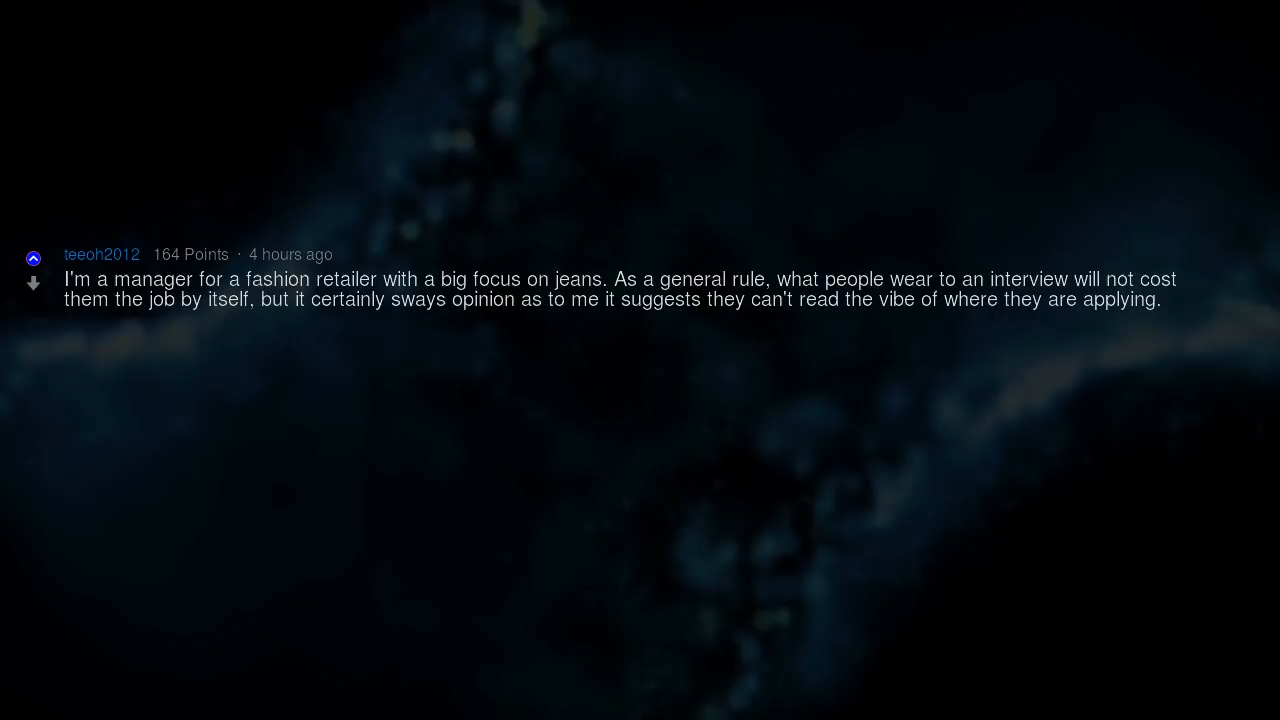 teeoh2012 164 Points · 4 hours ago
I'm a manager for a fashion retailer with a big focus on jeans. As a general rule, what people wear to an interview will not cost
them the job by itself, but it certainly sways opinion as to me it suggests they can't read the vibe of where they are applying.